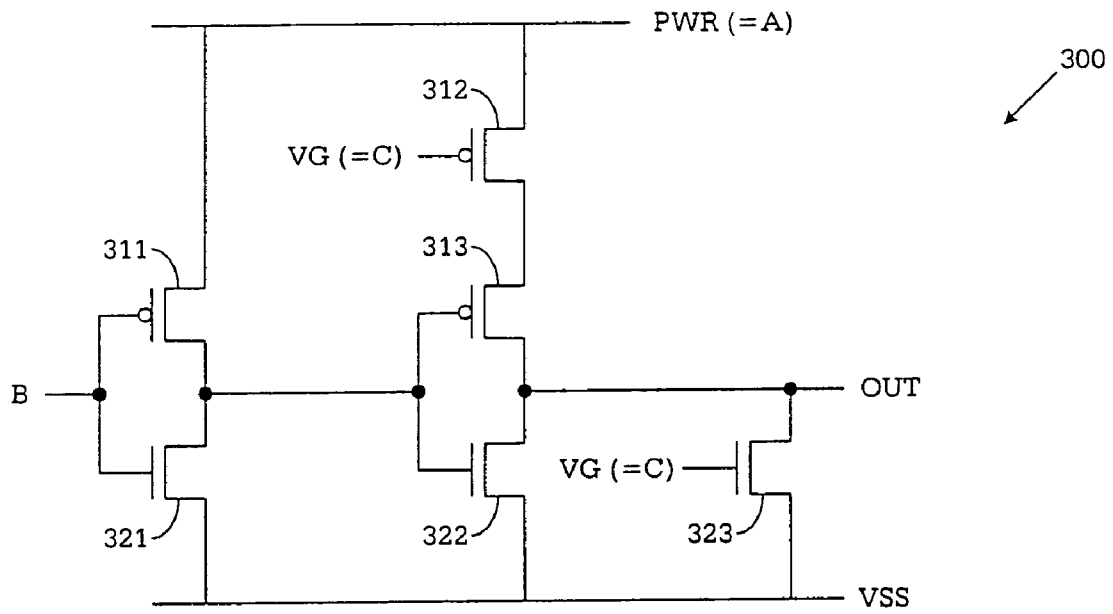 PWR (=A)
300
312
VG (=C)
311
313
B
OUT
VG (=C)
321
322
323
VSS